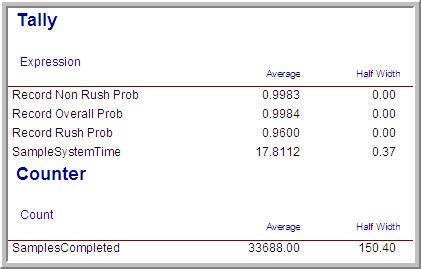 Tally
Expression
Average Half Width
Record Non Rush Prob 0.9983 0.00
Record Overall Prob 0.9984 0.00
Record Rush Prob 0.9600 0.00
SampleSystemTime 17.8112 0.37
Counter
Count
Average Half Width
SamplesCompleted 33688.00 150.40